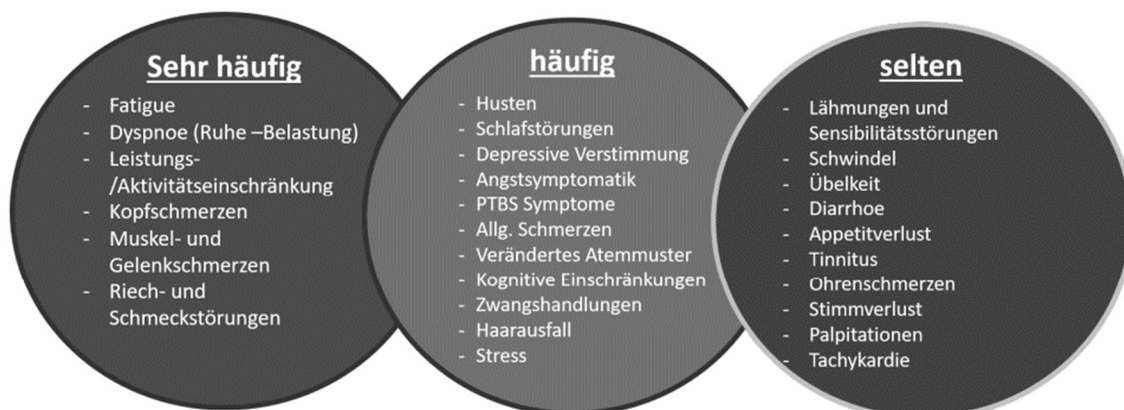 Sehr häufig
- Fatigue
- Dyspnoe (Ruhe –Belastung)
- Leistungs-
/Aktivitätseinschränkung
- Kopfschmerzen
- Muskel- und
Gelenkschmerzen
- Riech- und
Schmeckstörungen
häufig
- Husten
- Schlafstörungen
- Depressive Verstimmung
- Angstsymptomatik
- PTBS Symptome
- Allg. Schmerzen
- Verändertes Atemmuster
- Kognitive Einschränkungen
- Zwangshandlungen
- Haarausfall
- Stress
selten
- Lähmungen und
Sensibilitätsstörungen
- Schwindel
- Übelkeit
- Diarrhoe
- Appetitverlust
- Tinnitus
- Ohrenschmerzen
- Stimmverlust
- Palpitationen
- Tachykardie